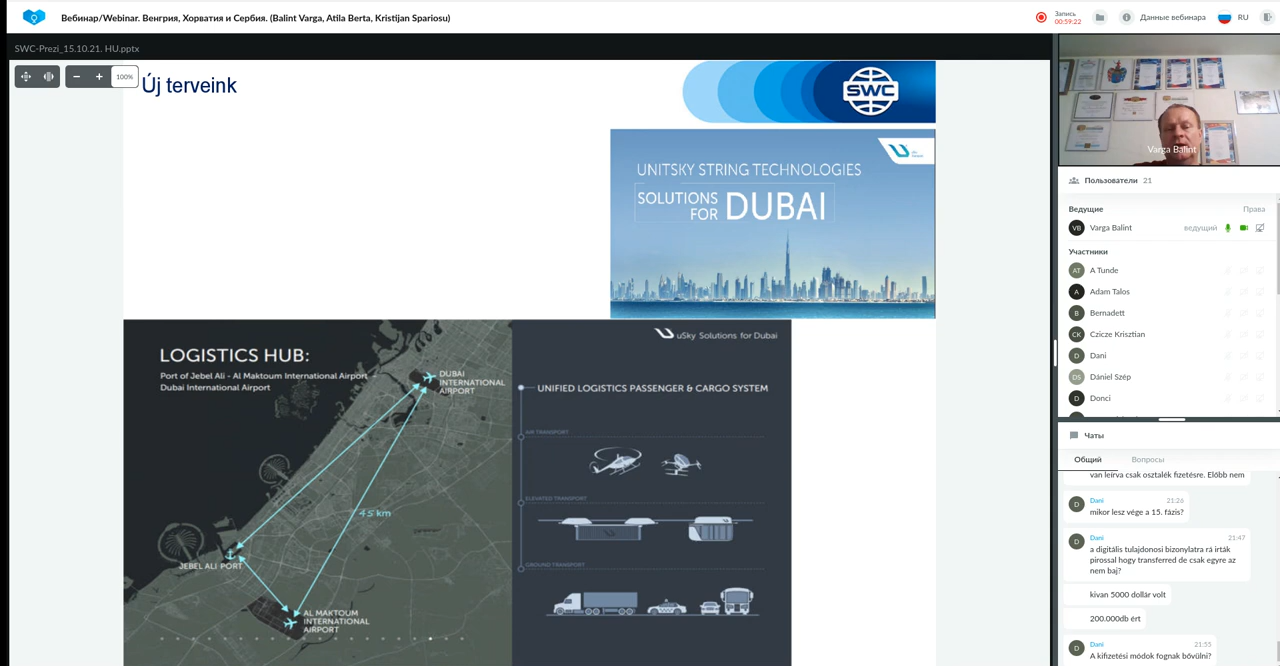 Вебинар/Webinar. Венгрия, Хорватия и Сербия. (Balint Varga, Atila Berta, Kristijan Spariosu)
Запись
00:59:22
Данные вебинара
RU
SWC-Prezi_15.10.21. HU.pptx
100%
Új terveink
SWC
UNITSKY STRING TECHNOLOGIES
SOLUTIONS
FOR DUBAI
LOGISTICS HUB:
Port of Jebel Ali - Al Maktoum International Airport -
Dubai International Airport
DUBAI
INTERNATIONAL
AIRPORT
45 km
JEBEL ALI PORT
AL MAKTOUM
INTERNATIONAL
AIRPORT
uSky Solutions for Dubai
UNIFIED LOGISTICS PASSENGER & CARGO SYSTEM
AIR TRANSPORT
ELEVATED TRANSPORT
GROUND TRANSPORT
Varga Balint
Пользователи 21
Ведущие
Права
VB
Varga Balint
ведущий
Участники
AT
A Tunde
A
Adam Talos
B
Bernadett
CK
Czicze Krisztian
D
Dani
DS
Dániel Szép
D
Donci
Чаты
Общий
Вопросы
van leírva csak osztalék fizetésre. Előbb nem
D
Dani
21:26
mikor lesz vége a 15. fázis?
D
Dani
21:47
a digitális tulajdonosi bizonylatra rá irták
pirossal hogy transferred de csak egyre az
nem baj?
kivan 5000 dollár volt
200.000db ért
D
Dani
21:55
A kifizetési módok fognak bővülni?